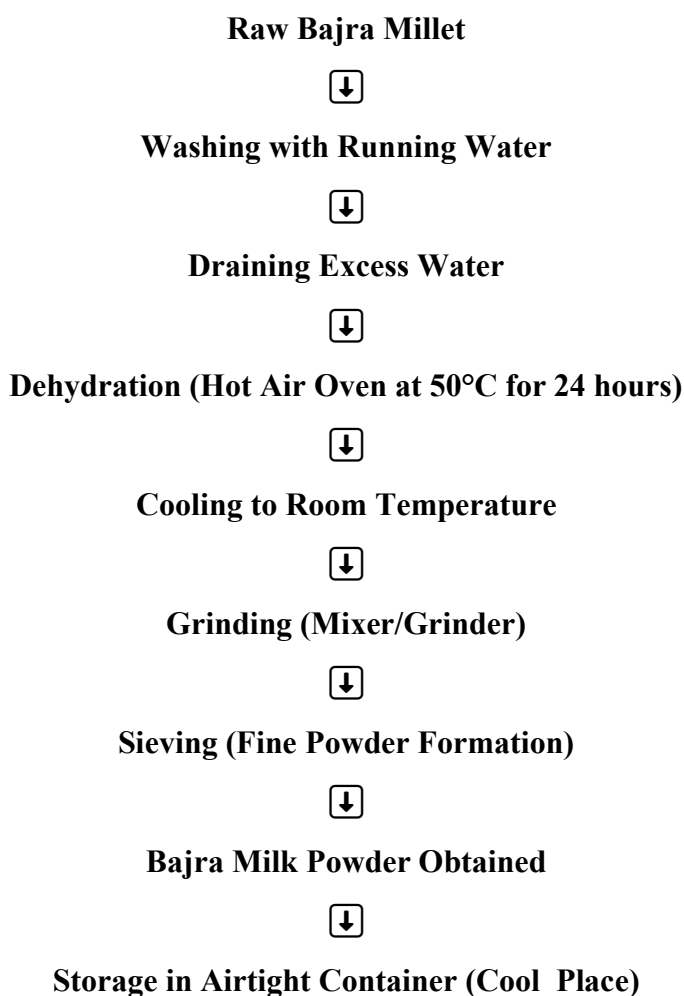 Raw Bajra Millet
Washing with Running Water
Draining Excess Water
Dehydration (Hot Air Oven at 50°C for 24 hours)
Cooling to Room Temperature
Grinding (Mixer/Grinder)
Sieving (Fine Powder Formation)
Bajra Milk Powder Obtained
Storage in Airtight Container (Cool  Place)